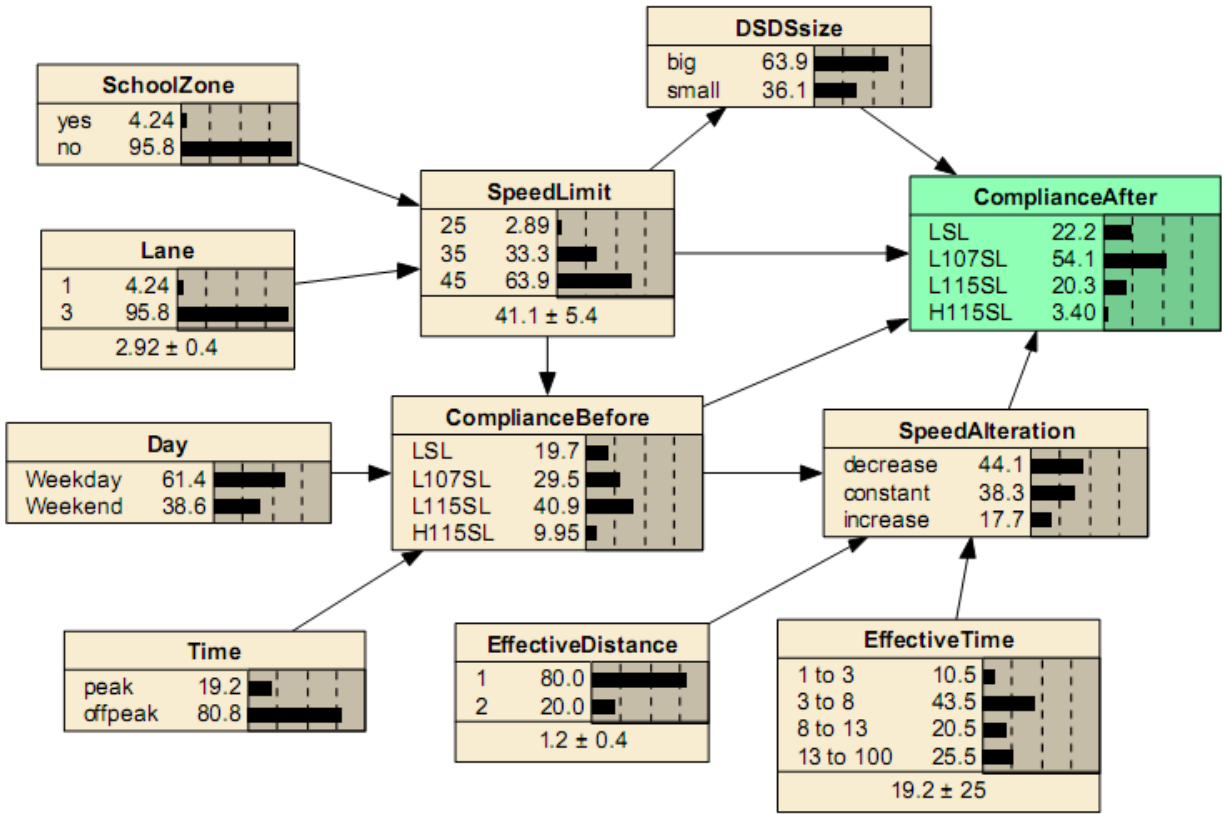 DSDSsize
big 63.9
small 36.1
SchoolZone
yes 4.24
no 95.8
SpeedLimit
25 2.89
35 33.3
45 63.9
41.1 ± 5.4
ComplianceAfter
LSL 22.2
L107SL 54.1
L115SL 20.3
H115SL 3.40
Lane
1 4.24
3 95.8
2.92 ± 0.4
ComplianceBefore
LSL 19.7
L107SL 29.5
L115SL 40.9
H115SL 9.95
SpeedAlteration
decrease 44.1
constant 38.3
increase 17.7
Day
Weekday 61.4
Weekend 38.6
Time
peak 19.2
offpeak 80.8
EffectiveDistance
1 80.0
2 20.0
1.2 ± 0.4
EffectiveTime
1 to 3 10.5
3 to 8 43.5
8 to 13 20.5
13 to 100 25.5
19.2 ± 25